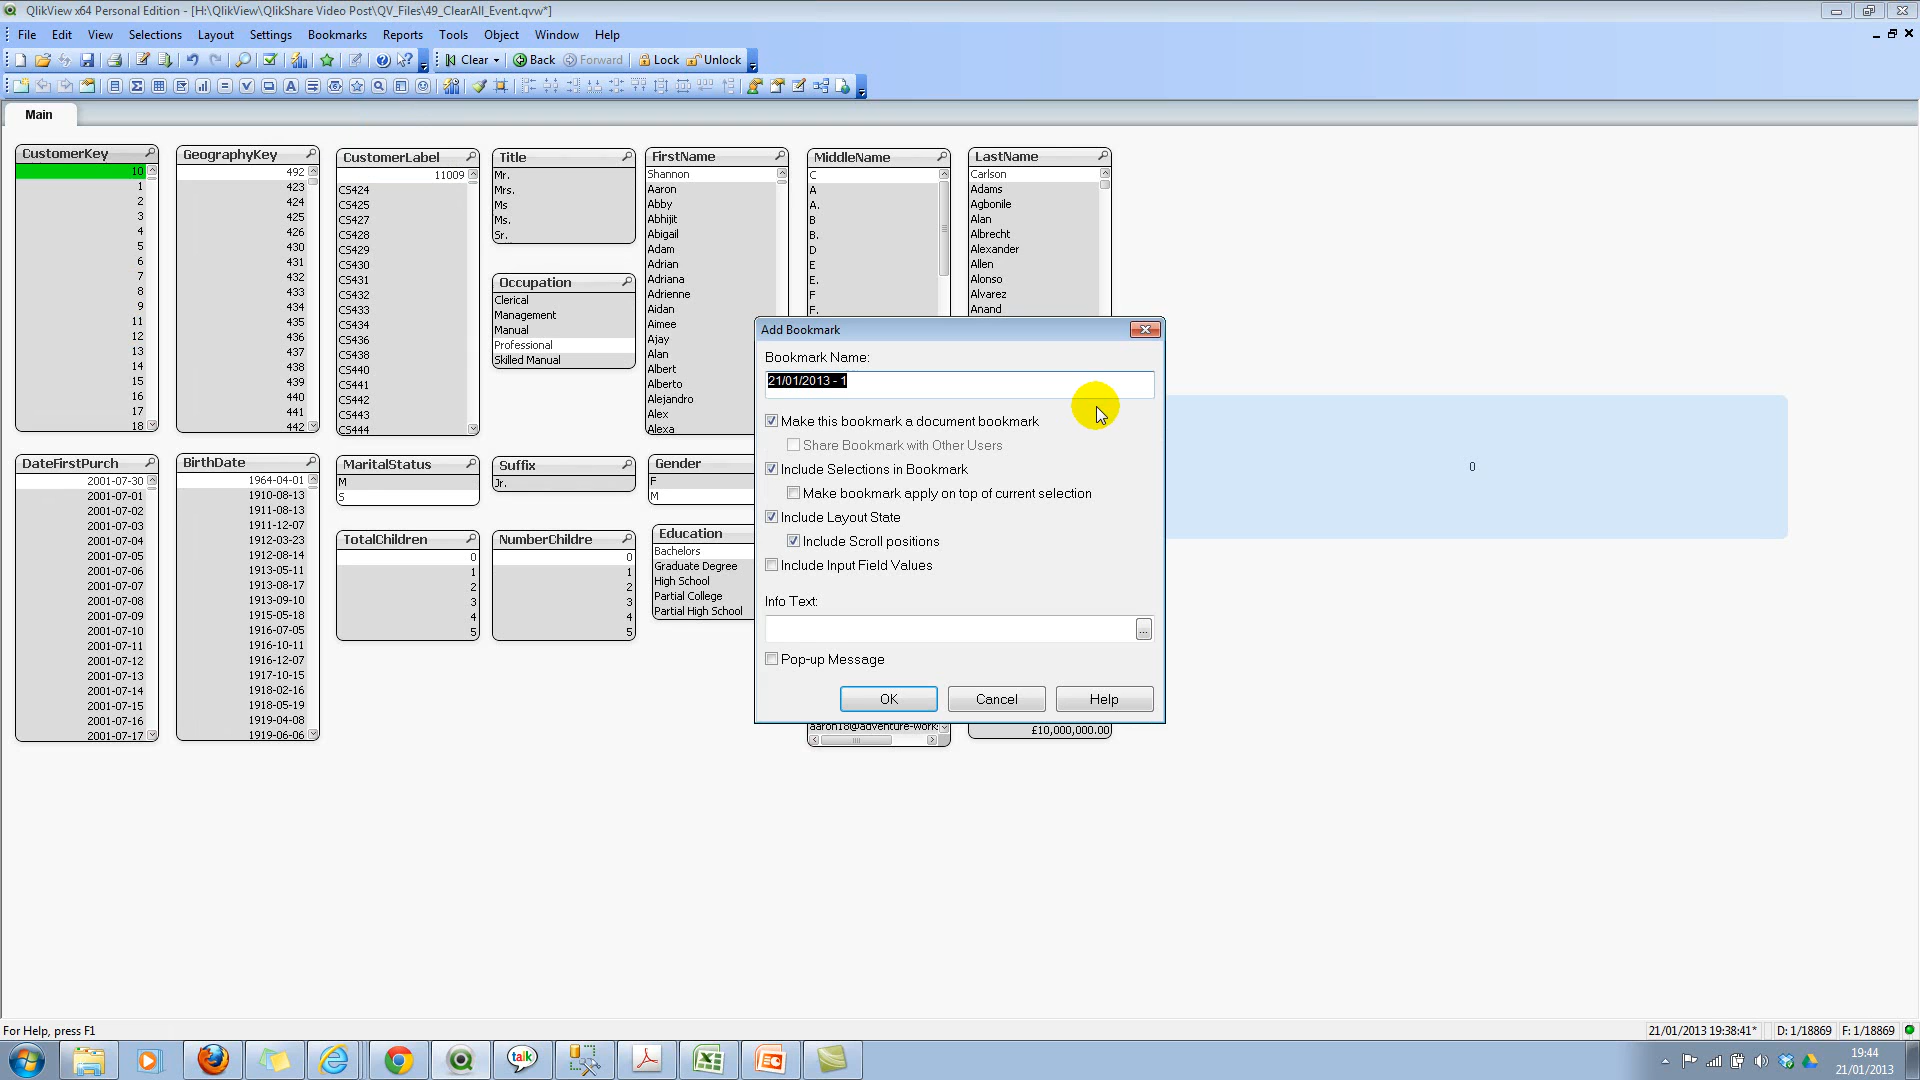 QlikView x64 Personal Edition - [H:\QlikView\QlikShare Video Post\QV_Files\49_ClearAll_Event.qvw*]
File Edit View Selections Layout Settings Bookmarks Reports Tools Object Window Help
Clear Back Forward Lock Unlock
Main
CustomerKey
10
1
2
3
4
5
6
7
8
9
11
12
13
14
15
16
17
18
GeographyKey
492
423
424
425
426
430
431
432
433
434
435
436
437
438
439
440
441
442
CustomerLabel
11009
CS424
CS425
CS427
CS428
CS429
CS430
CS431
CS432
CS433
CS434
CS436
CS438
CS440
CS441
CS442
CS443
CS444
Title
Mr.
Mrs.
Ms
Ms.
Sr.
Occupation
Clerical
Management
Manual
Professional
Skilled Manual
FirstName
Shannon
Aaron
Abby
Abhijit
Abigail
Adam
Adrian
Adriana
Adrienne
Aidan
Aimee
Ajay
Alan
Albert
Alberto
Alejandro
Alex
Alexa
MiddleName
C
A
A.
B
B.
D
E
E.
F
F.
LastName
Carlson
Adams
Agbonile
Alan
Albrecht
Alexander
Allen
Alonso
Alvarez
Anand
DateFirstPurch
2001-07-30
2001-07-01
2001-07-02
2001-07-03
2001-07-04
2001-07-05
2001-07-06
2001-07-07
2001-07-08
2001-07-09
2001-07-10
2001-07-11
2001-07-12
2001-07-13
2001-07-14
2001-07-15
2001-07-16
2001-07-17
BirthDate
1964-04-01
1910-08-13
1911-08-13
1911-12-07
1912-03-23
1912-08-14
1913-05-11
1913-08-17
1913-09-10
1915-05-18
1916-07-05
1916-10-11
1916-12-07
1917-10-15
1918-02-16
1918-05-19
1919-04-08
1919-06-06
MaritalStatus
M
S
Suffix
Jr.
Gender
F
M
TotalChildren
0
1
2
3
4
5
NumberChildre
0
1
2
3
4
5
Education
Bachelors
Graduate Degree
High School
Partial College
Partial High School
aaron18@adventure-work
£10,000,000.00
0
Add Bookmark
Bookmark Name:
21/01/2013 - 1
Make this bookmark a document bookmark
Share Bookmark with Other Users
Include Selections in Bookmark
Make bookmark apply on top of current selection
Include Layout State
Include Scroll positions
Include Input Field Values
Info Text:
...
Pop-up Message
OK Cancel Help
For Help, press F1
21/01/2013 19:38:41* D: 1/18869 F: 1/18869
talk
19:44
21/01/2013